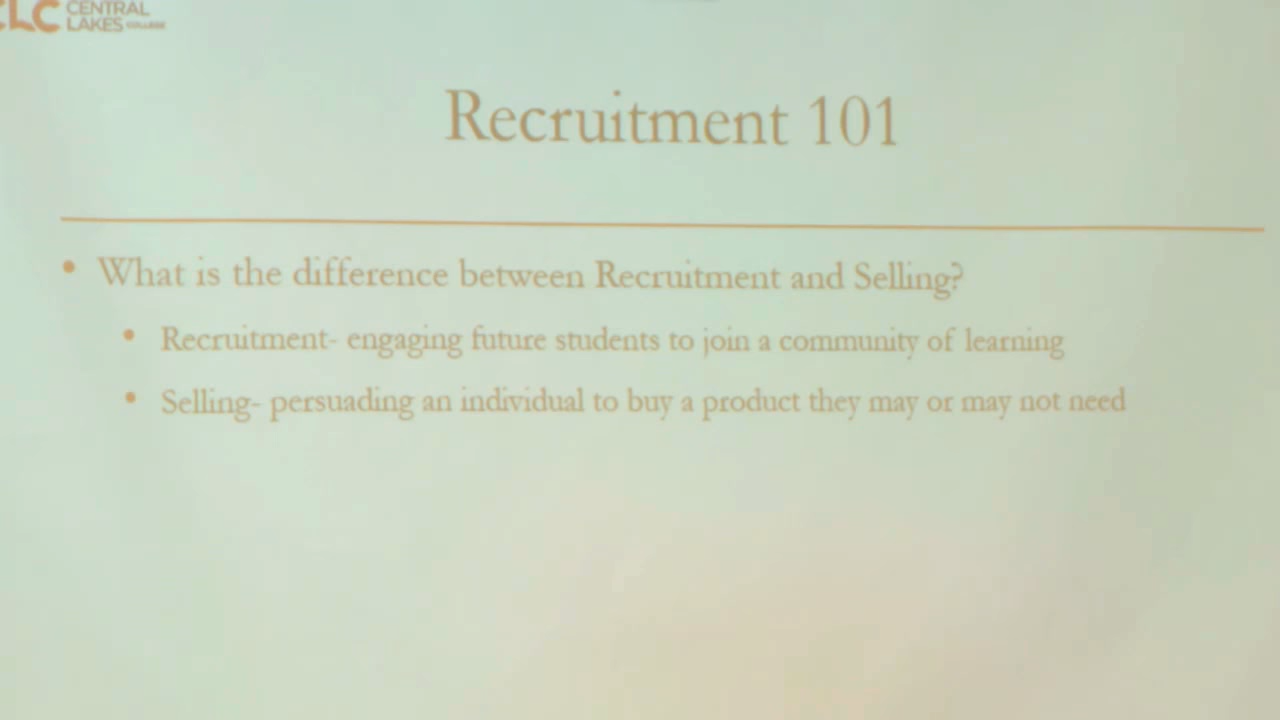 CLC CENTRAL
LAKES COLLEGE
Recruitment 101
• What is the difference between Recruitment and Selling?
• Recruitment- engaging future students to join a community of learning
• Selling- persuading an individual to buy a product they may or may not need